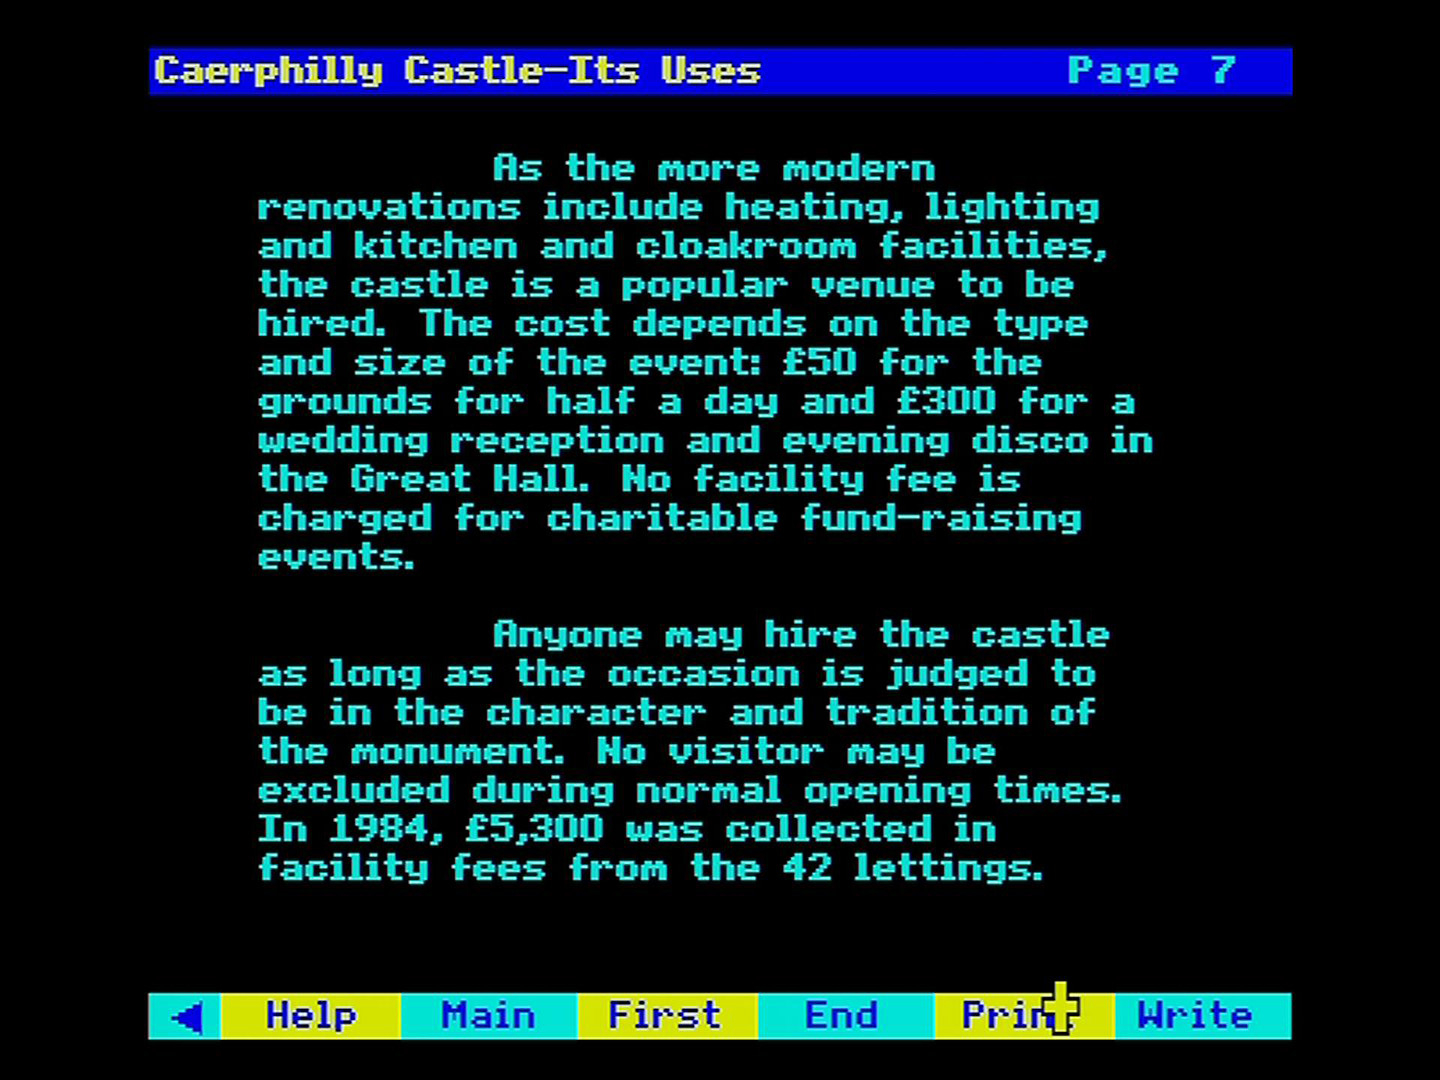 Caerphilly Castle-Its Uses Page 7
As the more modern
renovations include heating, lighting
and kitchen and cloakroom facilities,
the castle is a popular venue to be
hired. The cost depends on the type
and size of the event: £50 for the
grounds for half a day and £300 for a
wedding reception and evening disco in
the Great Hall. No facility fee is
charged for charitable fund-raising
events.
Anyone may hire the castle
as long as the occasion is judged to
be in the character and tradition of
the monument. No visitor may be
excluded during normal opening times.
In 1984, £5,300 was collected in
facility fees from the 42 lettings.
Help Main First End Print Write